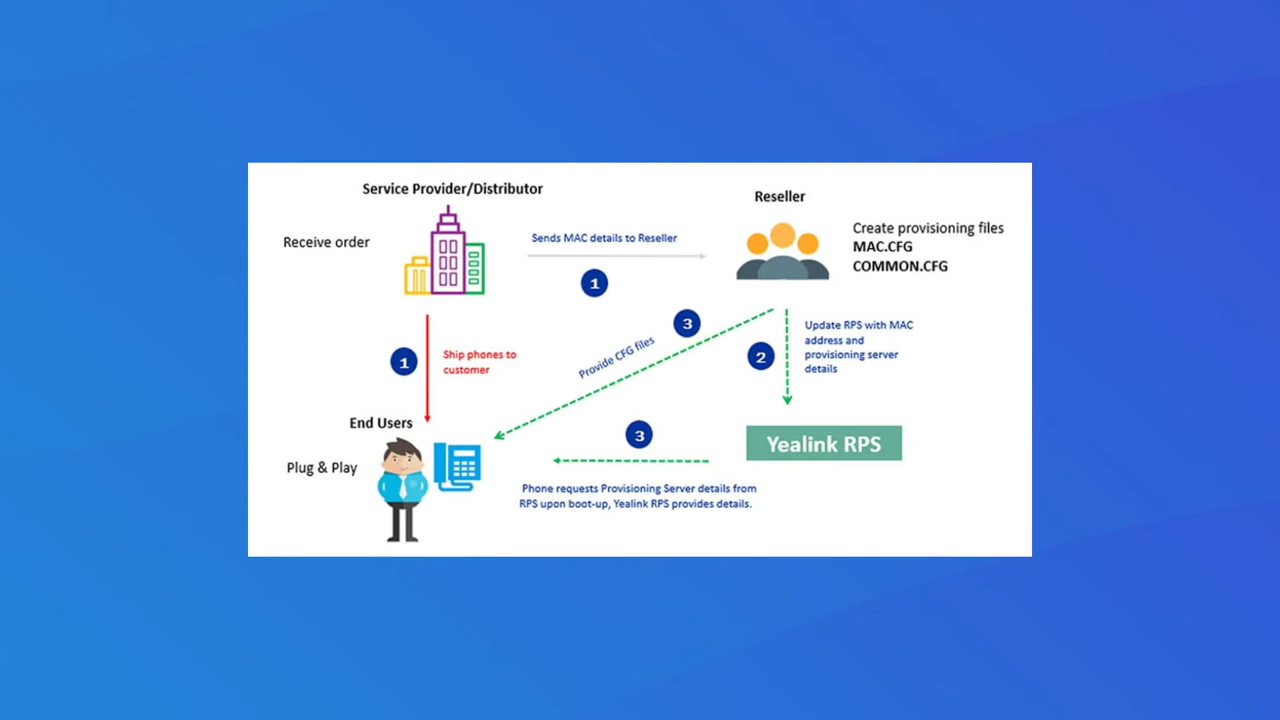 Service Provider/Distributor
Reseller
Receive order
Sends MAC details to Reseller
Create provisioning files
MAC.CFG
COMMON.CFG
1
3
Provide CFG files
1
Ship phones to
customer
2
Update RPS with MAC
address and
provisioning server
details
End Users
Plug & Play
3
Yealink RPS
Phone requests Provisioning Server details from
RPS upon boot-up, Yealink RPS provides details.